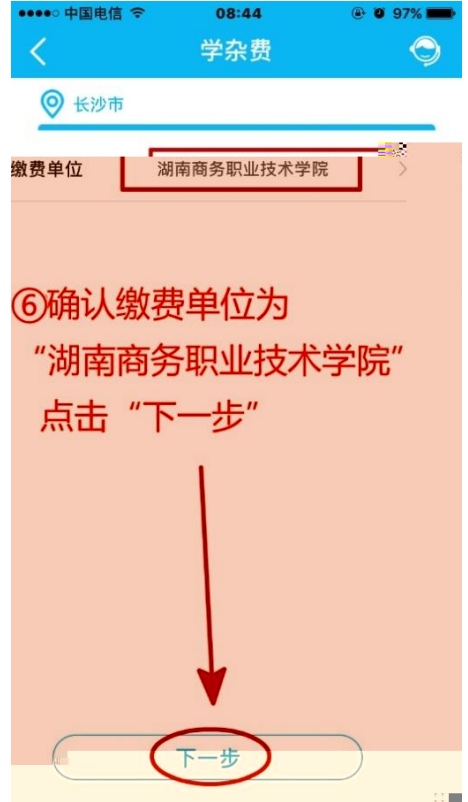 中国电信 08:44 97%
学杂费
长沙市
缴费单位 湖南商务职业技术学院
⑥确认缴费单位为
“湖南商务职业技术学院”
点击“下一步”
下一步